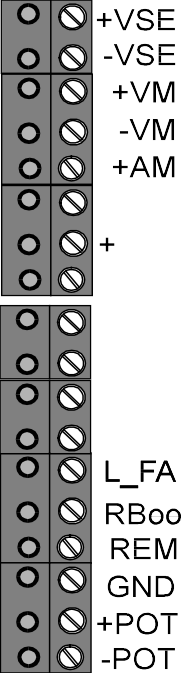 +VSE
-VSE
+VM
-VM
+AM
+
L_FA
RBoo
REM
GND
+POT
-POT